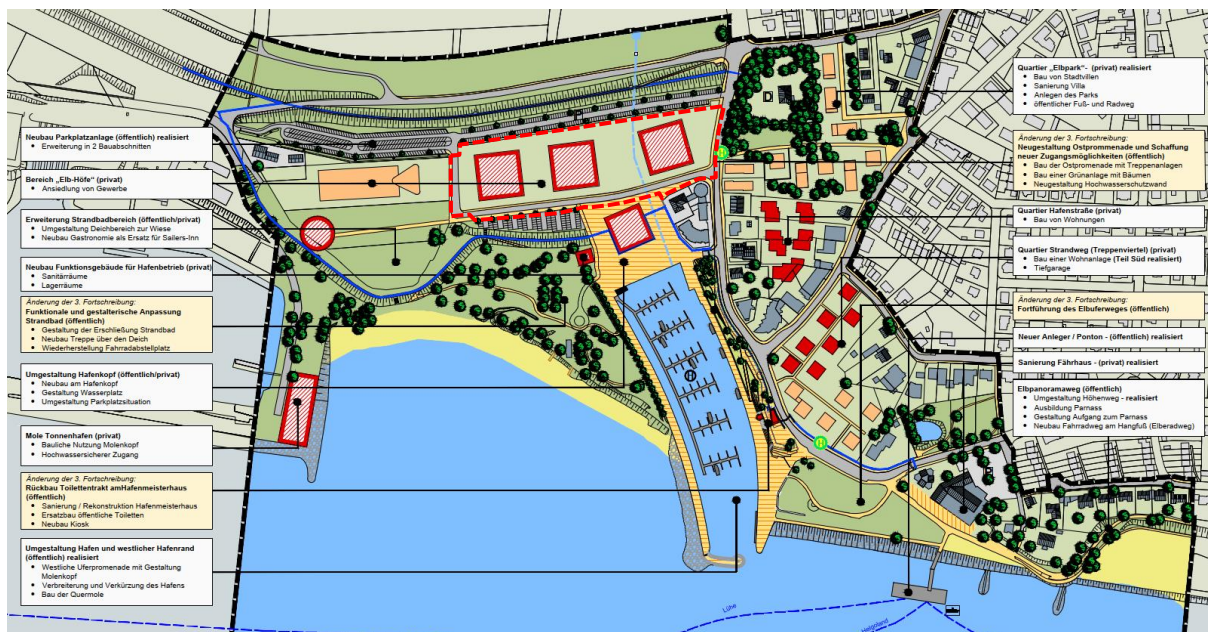 Neubau Parkplatzanlage (öffentlich) realisiert
• Erweiterung in 2 Bauabschnitten
Bereich „Elb-Höfe“ (privat)
• Ansiedlung von Gewerbe
Erweiterung Strandbadbereich (öffentlich/privat)
• Umgestaltung Deichbereich zur Wiese
• Neubau Gastronomie als Ersatz für Sailers-Inn
Neubau Funktionsgebäude für Hafenbetrieb (privat)
• Sanitärräume
• Lagerräume
Änderung der 3. Fortschreibung:
Funktionale und gestalterische Anpassung
Strandbad (öffentlich)
• Gestaltung der Erschließung Strandbad
• Neubau Treppe über den Deich
• Wiederherstellung Fahrradabstellplatz
Umgestaltung Hafenkopf (öffentlich/privat)
• Neubau am Hafenkopf
• Gestaltung Wasserplatz
• Umgestaltung Parkplatzsituation
Mole Tonnenhafen (privat)
• Bauliche Nutzung Molenkopf
• Hochwassersicherer Zugang
Änderung der 3. Fortschreibung:
Rückbau Toilettentrakt amHafenmeisterhaus
(öffentlich)
• Sanierung / Rekonstruktion Hafenmeisterhaus
• Ersatzbau öffentliche Toiletten
• Neubau Kiosk
Umgestaltung Hafen und westlicher Hafenrand
(öffentlich) realisiert
• Westliche Uferpromenade mit Gestaltung
Molenkopf
• Verbreiterung und Verkürzung des Hafens
• Bau der Quermole
Quartier „Elbpark“- (privat) realisiert
• Bau von Stadtvillen
• Sanierung Villa
• Anlegen des Parks
• öffentlicher Fuß- und Radweg
Änderung der 3. Fortschreibung:
Neugestaltung Ostprommenade und Schaffung
neuer Zugangsmöglichkeiten (öffentlich)
• Bau der Ostpromenade mit Treppenanlagen
• Bau einer Grünanlage mit Bäumen
• Neugestaltung Hochwasserschutzwand
Quartier Hafenstraße (privat)
• Bau von Wohnungen
Quartier Strandweg (Treppenviertel) (privat)
• Bau einer Wohnanlage (Teil Süd realisiert)
• Tiefgarage
Änderung der 3. Fortschreibung:
Fortführung des Elbuferweges (öffentlich)
Neuer Anleger / Ponton - (öffentlich) realisiert
Sanierung Fährhaus - (privat) realisiert
Elbpanoramaweg (öffentlich)
• Umgestaltung Höhenweg - realisiert
• Ausbildung Parnass
• Gestaltung Aufgang zum Parnass
• Neubau Fahrradweg am Hangfuß (Elberadweg)
H
H
H
Lühe
Helgoland